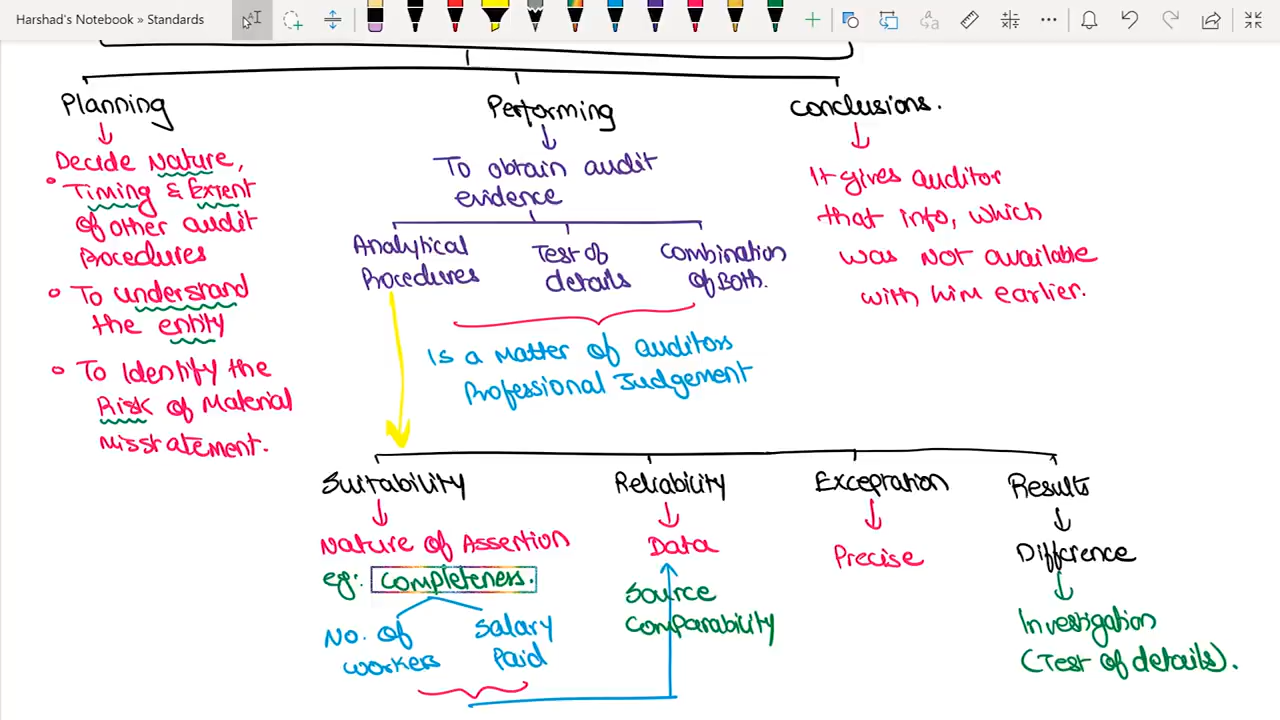 Harshad's Notebook » Standards
Planning
Decide Nature,
Timing & Extent
of other audit
Procedures
To understand
the entity
To Identify the
Risk of Material
Misstatement.
Performing
To obtain audit
evidence
Analytical
Procedures
Test of
details
Combination
of Both.
Is a Matter of auditors
Professional Judgement
Conclusions.
It gives auditor
that info, which
was Not available
with him earlier.
Suitability
Nature of Assertion
eg: Completeness.
No. of
workers
Salary
Paid
Reliability
Data
Source
Comparability
Exceptation
Precise
Results
Difference
Investigation
(Test of details).